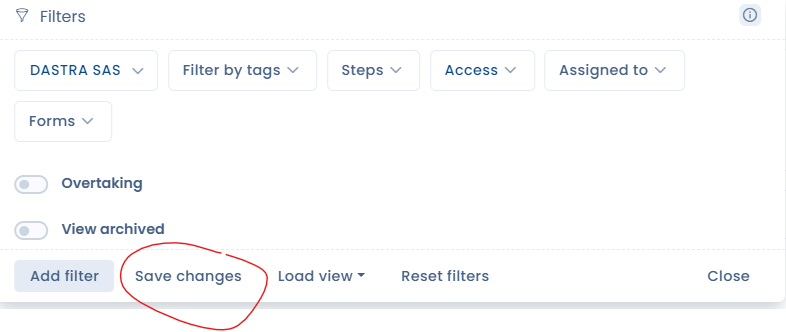 Filters
DASTRA SAS Filter by tags Steps Access Assigned to
Forms
Overtaking
View archived
Add filter Save changes Load view Reset filters Close